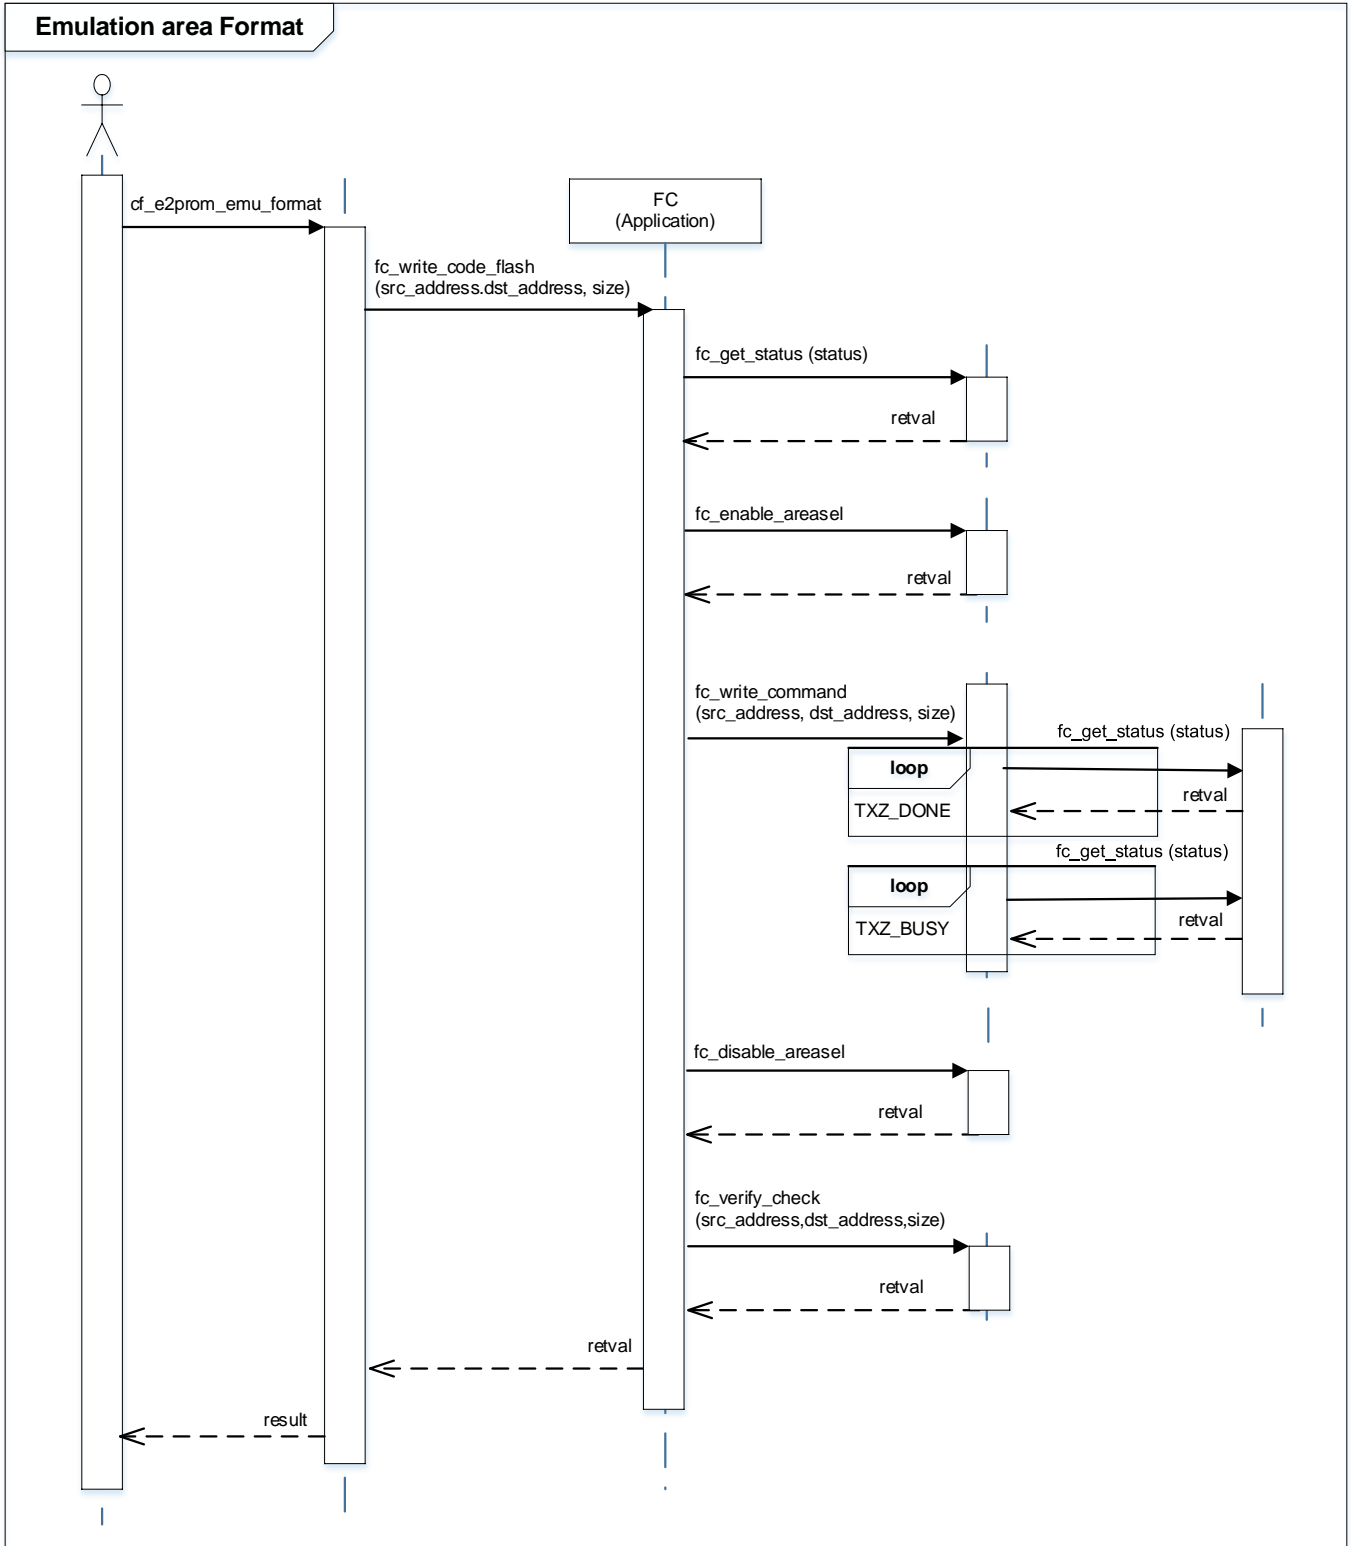 Emulation area Format
cf_e2prom_emu_format
FC
(Application)
fc_write_code_flash
(src_address.dst_address, size)
fc_get_status (status)
retval
fc_enable_areasel
retval
fc_write_command
(src_address, dst_address, size)
fc_get_status (status)
loop
retval
TXZ_DONE
fc_get_status (status)
loop
retval
TXZ_BUSY
fc_disable_areasel
retval
fc_verify_check
(src_address,dst_address,size)
retval
retval
result